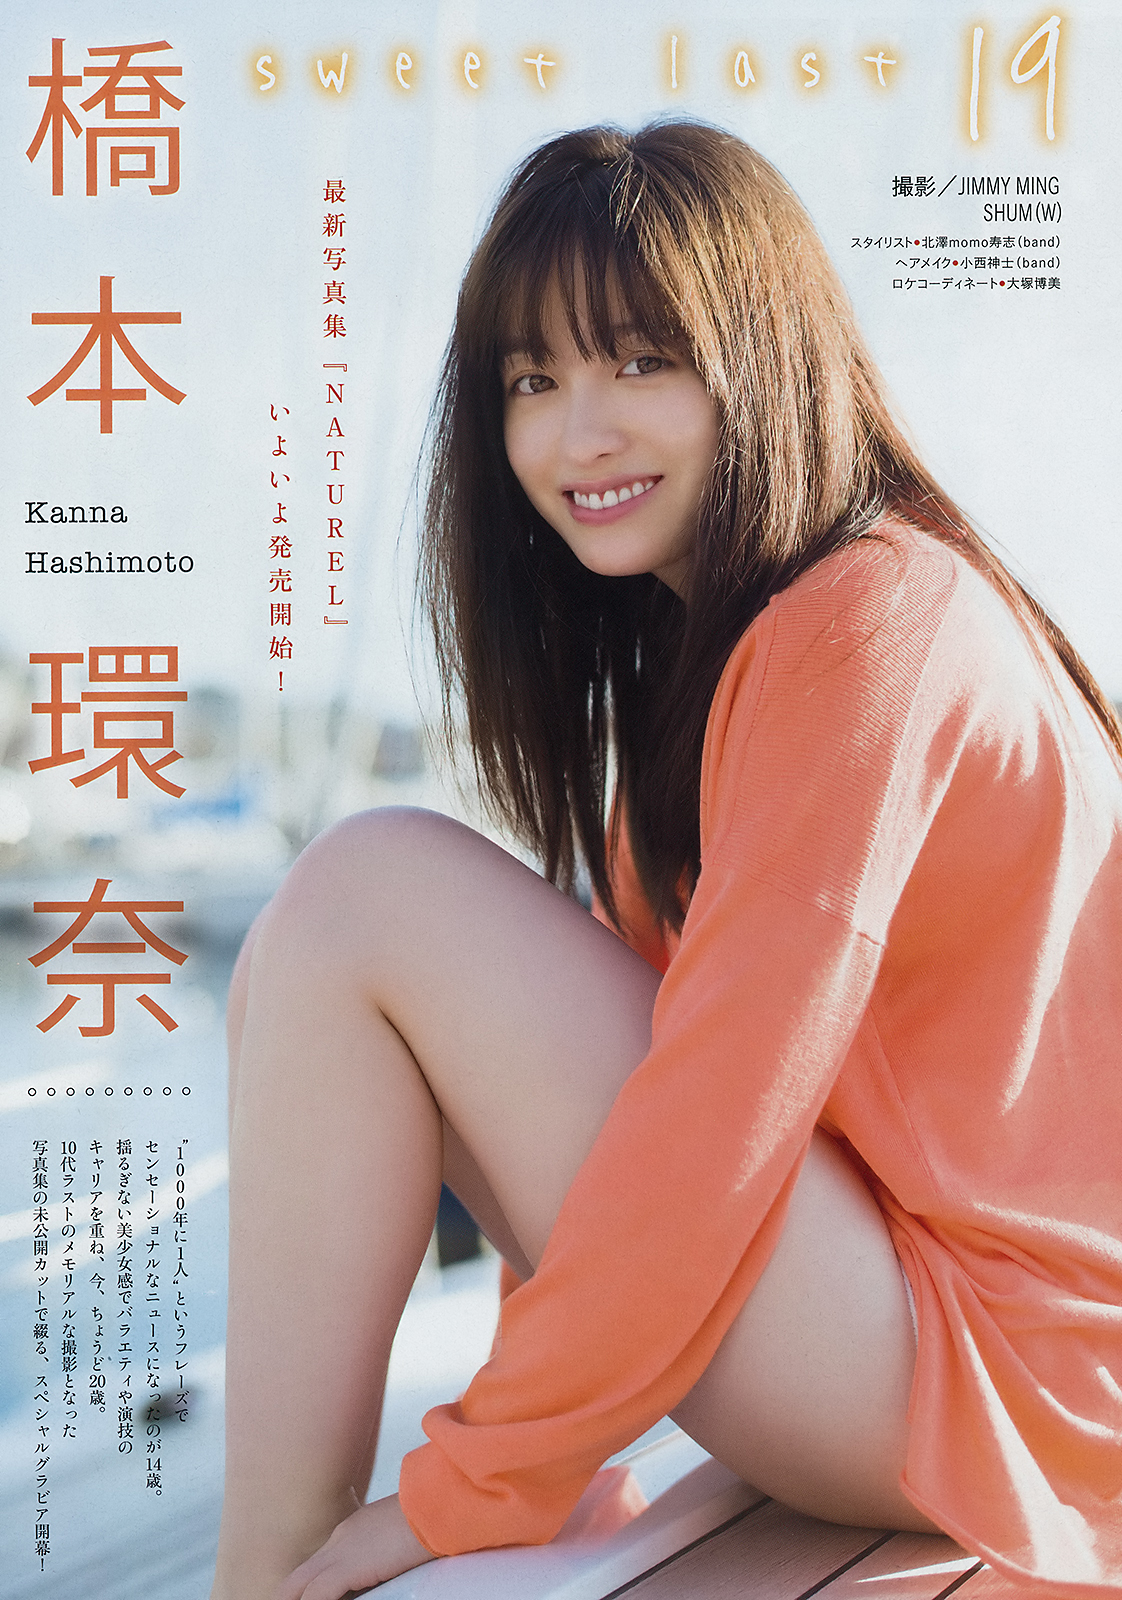 sweet last 19
橋本環奈
Kanna
Hashimoto
撮影／JIMMY MING
SHUM(W)
スタイリスト●北澤momo寿志(band)
ヘアメイク●小西神士(band)
ロケコーディネート●大塚博美
最新写真集『NATUREL』
いよいよ発売開始！
"1000年に1人"というフレーズで
センセーショナルなニュースになったのが14歳。
揺るぎない美少女感でバラエティや演技の
キャリアを重ね、今、ちょうど20歳。
10代ラストのメモリアルな撮影となった
写真集の未公開カットで綴る、スペシャルグラビア開幕！